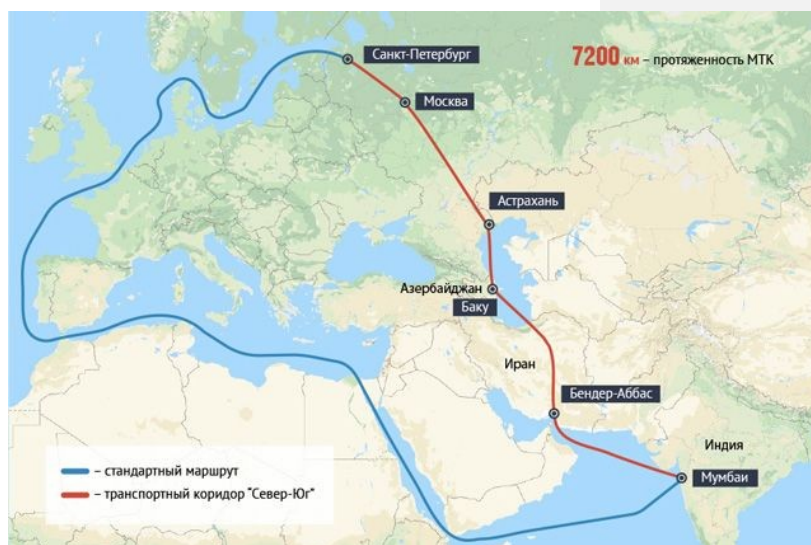 Санкт-Петербург
7200 км – протяженность МТК
Москва
Астрахань
Азербайджан
Баку
Иран
Бендер-Аббас
Индия
Мумбаи
– стандартный маршрут
– транспортный коридор "Север-Юг"